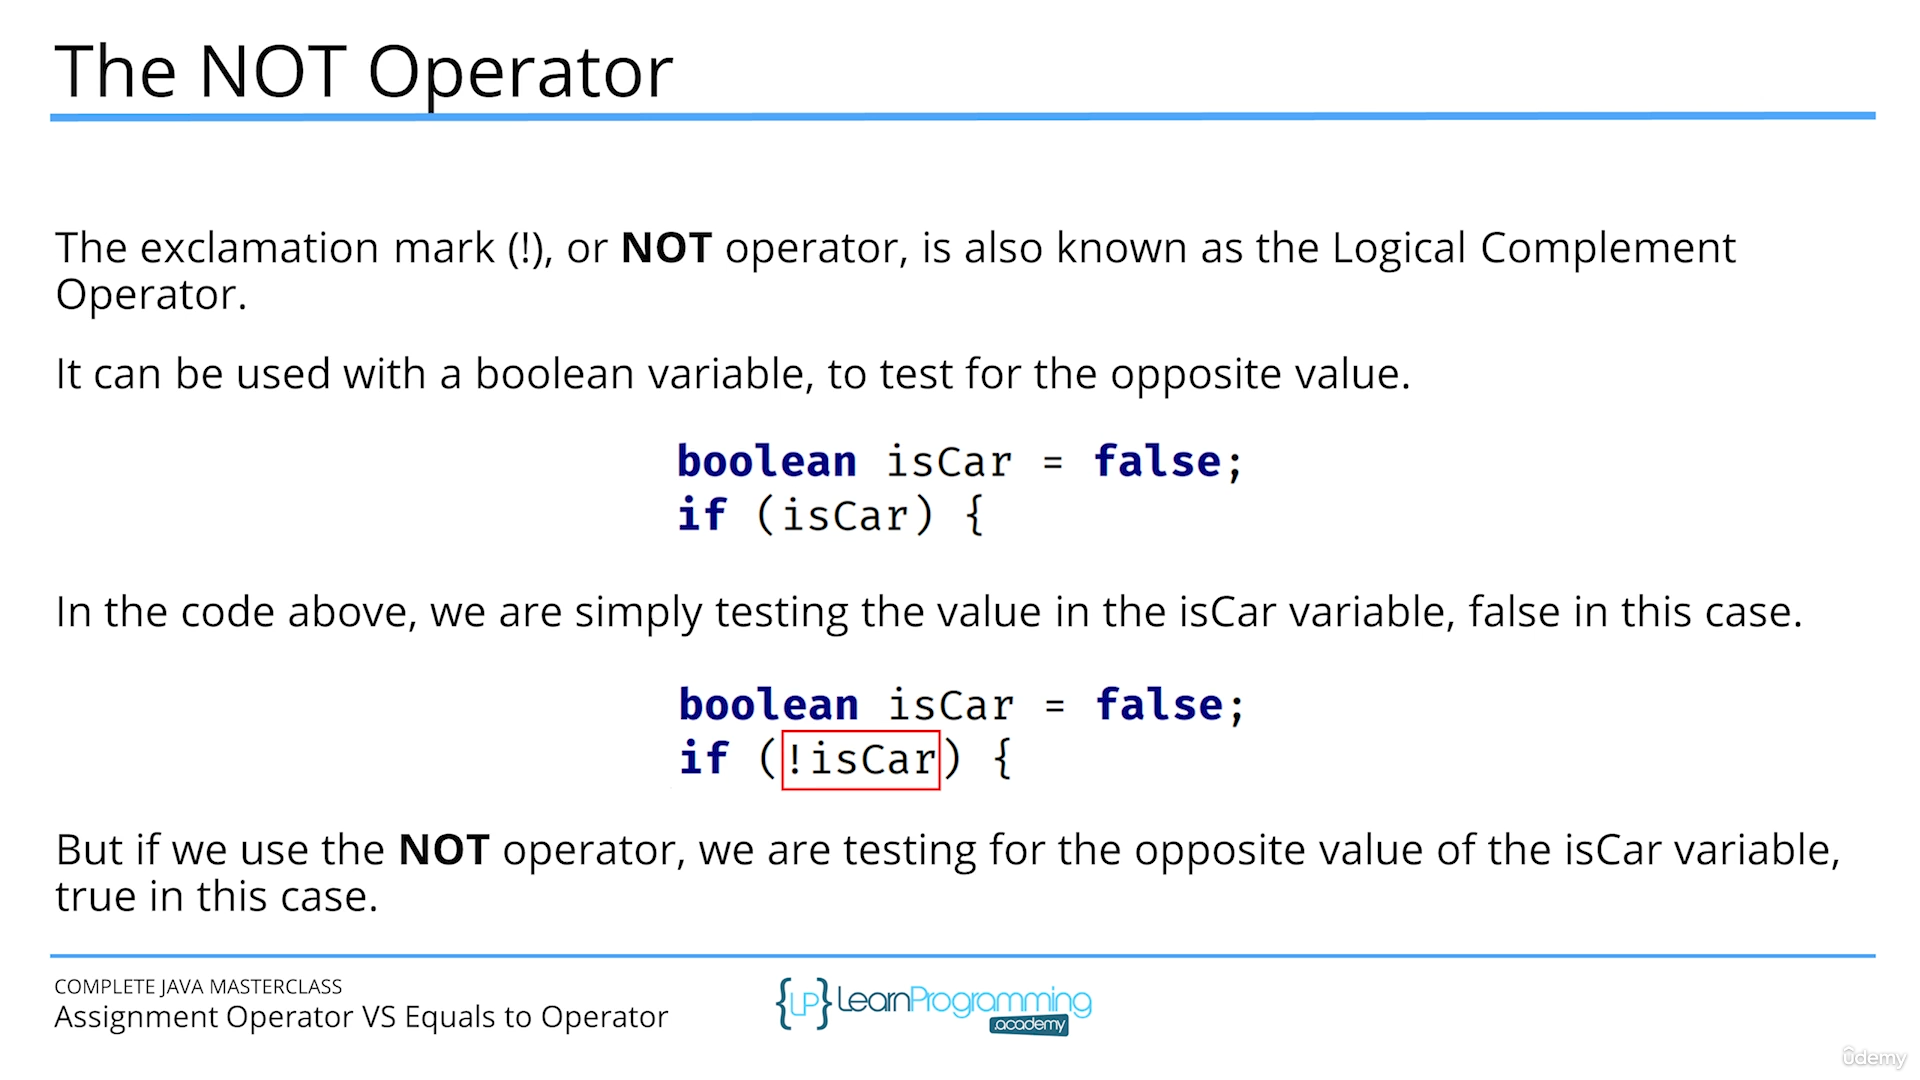 The NOT Operator
The exclamation mark (!), or NOT operator, is also known as the Logical Complement
Operator.
It can be used with a boolean variable, to test for the opposite value.
boolean isCar = false;
if (isCar) {
In the code above, we are simply testing the value in the isCar variable, false in this case.
boolean isCar = false;
if (!isCar) {
But if we use the NOT operator, we are testing for the opposite value of the isCar variable,
true in this case.
COMPLETE JAVA MASTERCLASS
Assignment Operator VS Equals to Operator
{LP} LearnProgramming
.academy
ûdemy